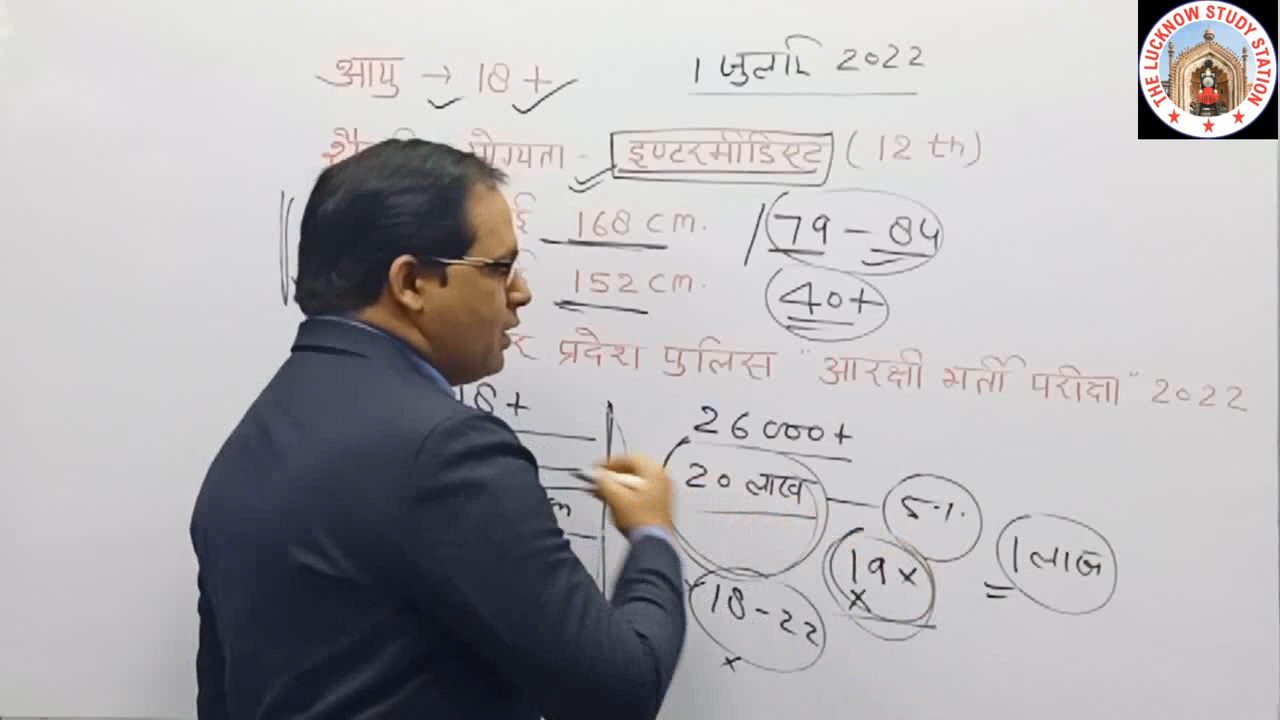 THE LUCKNOW STUDY STATION
आयु → 18 + 1 जुलाई 2022
योग्यता - इण्टरमीडिएट ( 12 th )
168 cm. 79 - 84
152 cm. 40+
प्रदेश पुलिस "आरक्षी भर्ती परीक्षा" 2022
18 + 26000+
20 लाख - 5%
19 x 1 लाख
18 - 22